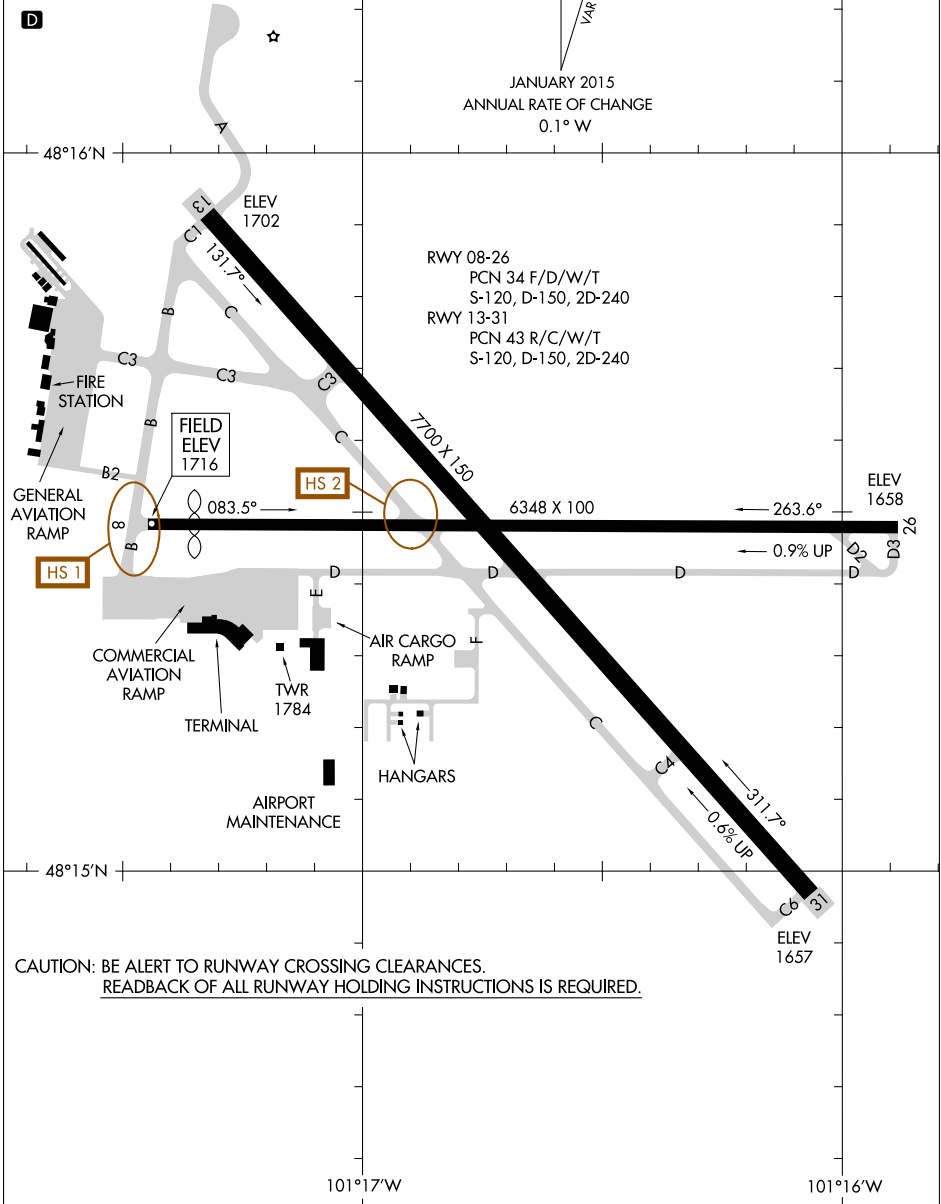 D
VAR
JANUARY 2015
ANNUAL RATE OF CHANGE
0.1° W
A
48°16'N
13
ELEV
1702
C1
131.7°
RWY 08-26
PCN 34 F/D/W/T
S-120, D-150, 2D-240
RWY 13-31
PCN 43 R/C/W/T
S-120, D-150, 2D-240
B
C
C3
C3
C3
FIRE
STATION
B
C
7700 X 150
FIELD
ELEV
1716
B2
HS 2
ELEV
1658
GENERAL
AVIATION
RAMP
8
083.5°
6348 X 100
263.6°
26
B
0.9% UP
D2
D3
HS 1
D
D
D
D
E
F
AIR CARGO
RAMP
COMMERCIAL
AVIATION
RAMP
TWR
1784
TERMINAL
C
HANGARS
C4
AIRPORT
MAINTENANCE
311.7°
0.6% UP
48°15'N
C6
31
ELEV
1657
CAUTION: BE ALERT TO RUNWAY CROSSING CLEARANCES.
READBACK OF ALL RUNWAY HOLDING INSTRUCTIONS IS REQUIRED.
101°17'W
101°16'W